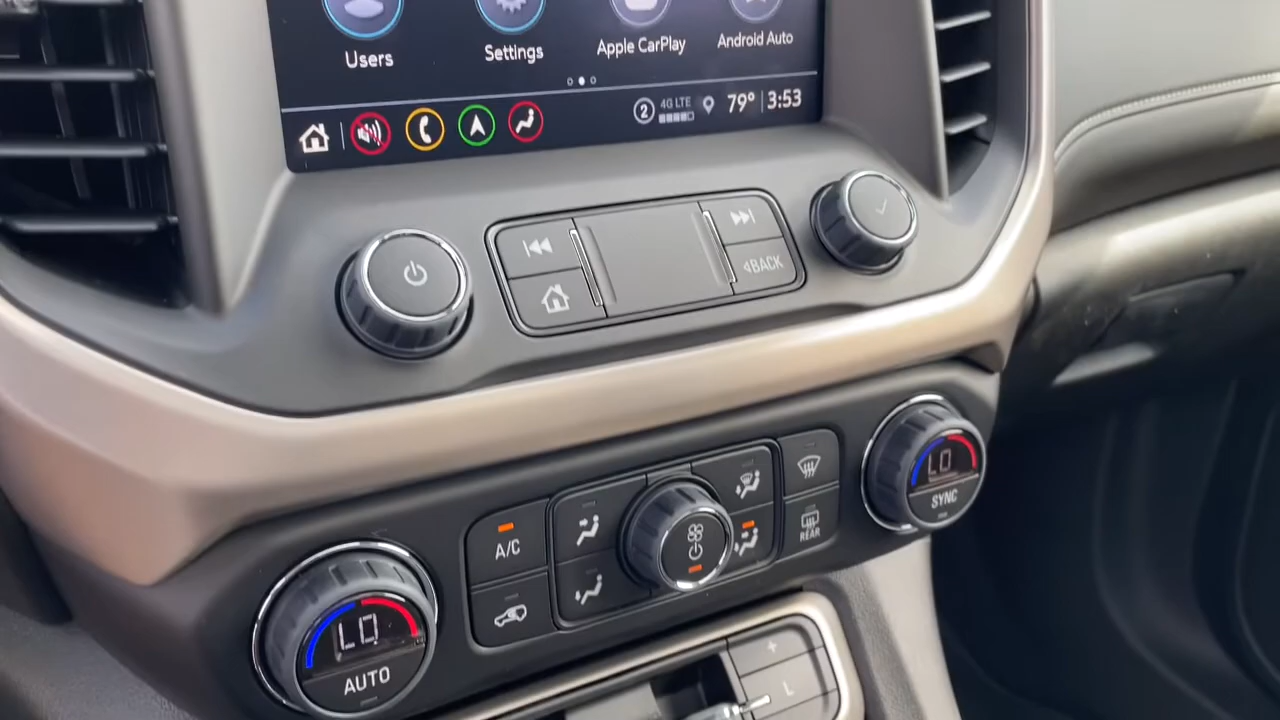 Users
Settings
Apple CarPlay
Android Auto
2
4G LTE
79° 3:53
BACK
A/C
REAR
LO
SYNC
LO
AUTO
+
L